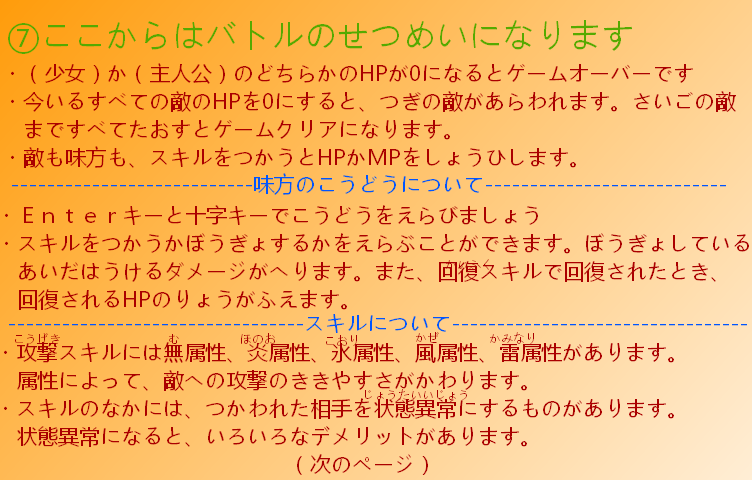 ⑦ここからはバトルのせつめいになります
・(少女)か(主人公)のどちらかのHPが0になるとゲームオーバーです
・今いるすべての敵のHPを0にすると、つぎの敵があらわれます。さいごの敵
まですべてたおすとゲームクリアになります。
・敵も味方も、スキルをつかうとHPかMPをしょうひします。
---------------------------味方のこうどうについて---------------------------
・Ｅｎｔｅｒキーと十字キーでこうどうをえらびましょう
・スキルをつかうかぼうぎょするかをえらぶことができます。ぼうぎょしている
かいふく
あいだはうけるダメージがへります。また、回復スキルで回復されたとき、
回復されるHPのりょうがふえます。
---------------------------------スキルについて---------------------------------
こうげき む ほのお こおり かぜ かみなり
・攻撃スキルには無属性、炎属性、氷属性、風属性、雷属性があります。
属性によって、敵への攻撃のききやすさがかわります。
じょうたいいじょう
・スキルのなかには、つかわれた相手を状態異常にするものがあります。
状態異常になると、いろいろなデメリットがあります。
(次のページ)